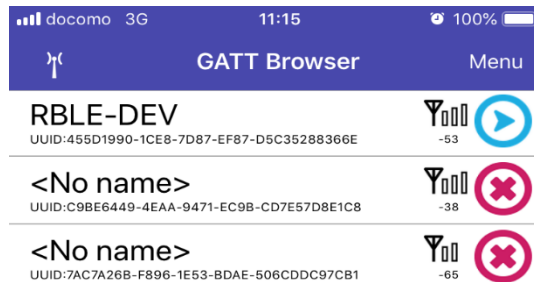 docomo 3G 11:15 100%
GATT Browser Menu
RBLE-DEV
UUID:455D1990-1CE8-7D87-EF87-D5C35288366E -53
<No name>
UUID:C9BE6449-4EAA-9471-EC9B-CD7E57D8E1C8 -38
<No name>
UUID:7AC7A26B-F896-1E53-BDAE-506CDDC97CB1 -65